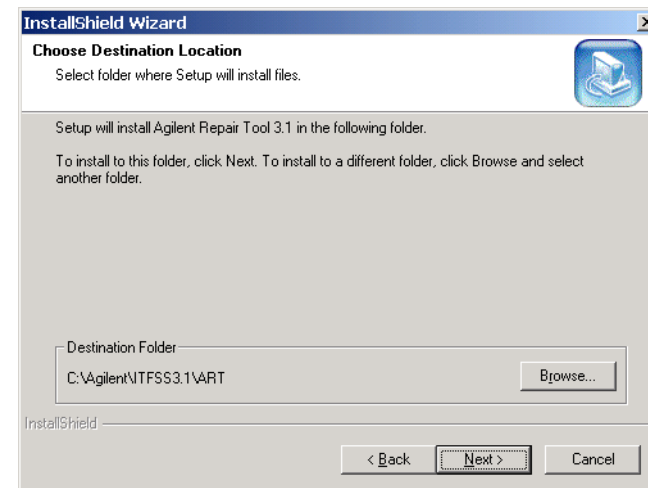 InstallShield Wizard
Choose Destination Location
Select folder where Setup will install files.
Setup will install Agilent Repair Tool 3.1 in the following folder.
To install to this folder, click Next. To install to a different folder, click Browse and select
another folder.
Destination Folder
C:\Agilent\ITFSS3.1\ART
Browse...
InstallShield
< Back
Next >
Cancel